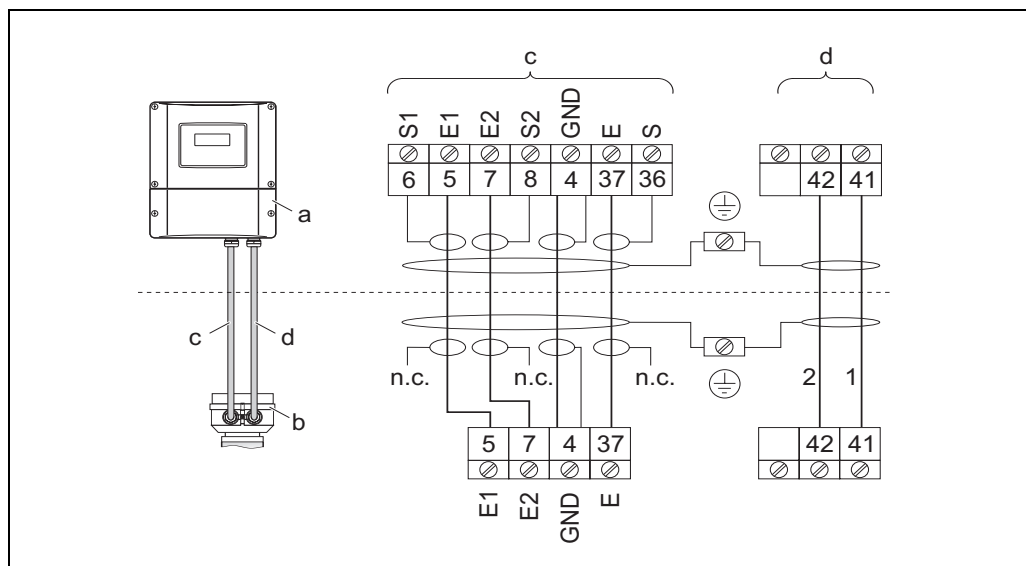 c d
S1 E1 E2 S2 GND E S
6 5 7 8 4 37 36 42 41
a
c d
n.c. n.c. n.c. 2 1
b
5 7 4 37 42 41
E1 E2 GND E